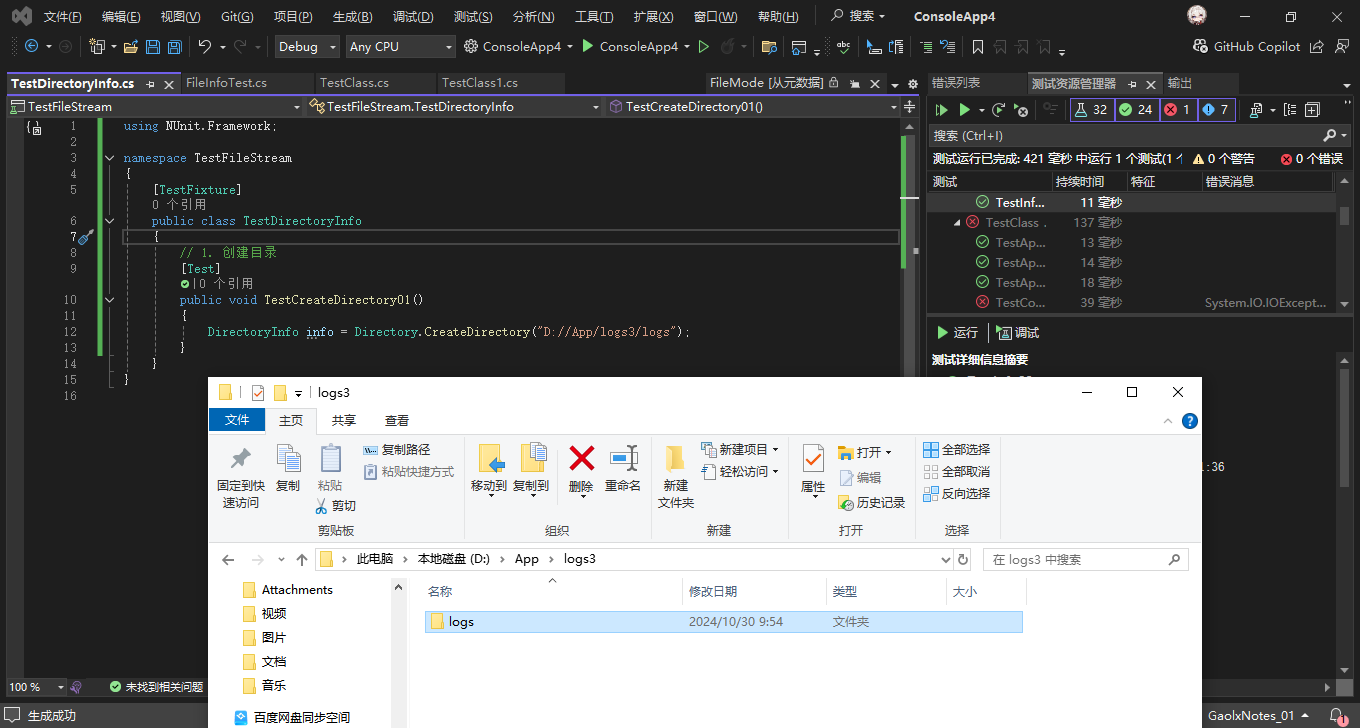 文件(F) 编辑(E) 视图(V) Git(G) 项目(P) 生成(B) 调试(D) 测试(S) 分析(N) 工具(T) 扩展(X) 窗口(W) 帮助(H) 搜索 ConsoleApp4
Debug Any CPU ConsoleApp4 ConsoleApp4 abc GitHub Copilot
TestDirectoryInfo.cs FileInfoTest.cs TestClass.cs TestClass1.cs FileMode [从元数据]
TestFileStream TestFileStream.TestDirectoryInfo TestCreateDirectory01()
1 using NUnit.Framework;
2
3 namespace TestFileStream
4 {
5 [TestFixture]
0 个引用
6 public class TestDirectoryInfo
7 {
8 // 1. 创建目录
9 [Test]
0 个引用
10 public void TestCreateDirectory01()
11 {
12 DirectoryInfo info = Directory.CreateDirectory("D://App/logs3/logs");
13 }
14 }
15 }
16
100 % 未找到相关问题
生成成功
错误列表 测试资源管理器 输出
32 24 1 7
搜索 (Ctrl+I)
测试运行已完成: 421 毫秒 中运行 1 个测试(1 0 个警告 0 个错误
测试 持续时间 特征 错误消息
TestInf... 11 毫秒
TestClass 137 毫秒
TestAp... 13 毫秒
TestAp... 14 毫秒
TestAp... 18 毫秒
TestCo... 39 毫秒 System.IO.IOExcept...
运行 调试
测试详细信息摘要
:36
GaolxNotes_01 1
logs3
文件 主页 共享 查看
固定到快速访问 复制 粘贴 复制路径 粘贴快捷方式 剪切
剪贴板
移动到 复制到 删除 重命名
组织
新建文件夹 新建项目 轻松访问
新建
属性 打开 编辑 历史记录
打开
全部选择 全部取消 反向选择
选择
此电脑 本地磁盘 (D:) App logs3 在 logs3 中搜索
Attachments
视频
图片
文档
音乐
百度网盘同步空间
名称 修改日期 类型 大小
logs 2024/10/30 9:54 文件夹